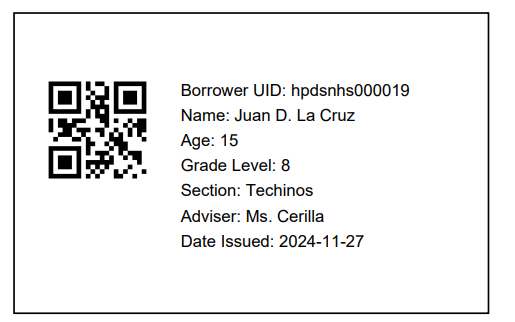 Borrower UID: hpdsnhs000019
Name: Juan D. La Cruz
Age: 15
Grade Level: 8
Section: Techinos
Adviser: Ms. Cerilla
Date Issued: 2024-11-27